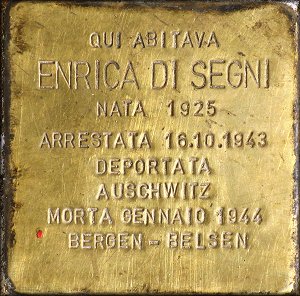 QUI ABITAVA
ENRICA DI SEGNI
NATA 1925
ARRESTATA 16.10.1943
DEPORTATA
AUSCHWITZ
MORTA GENNAIO 1944
BERGEN-BELSEN